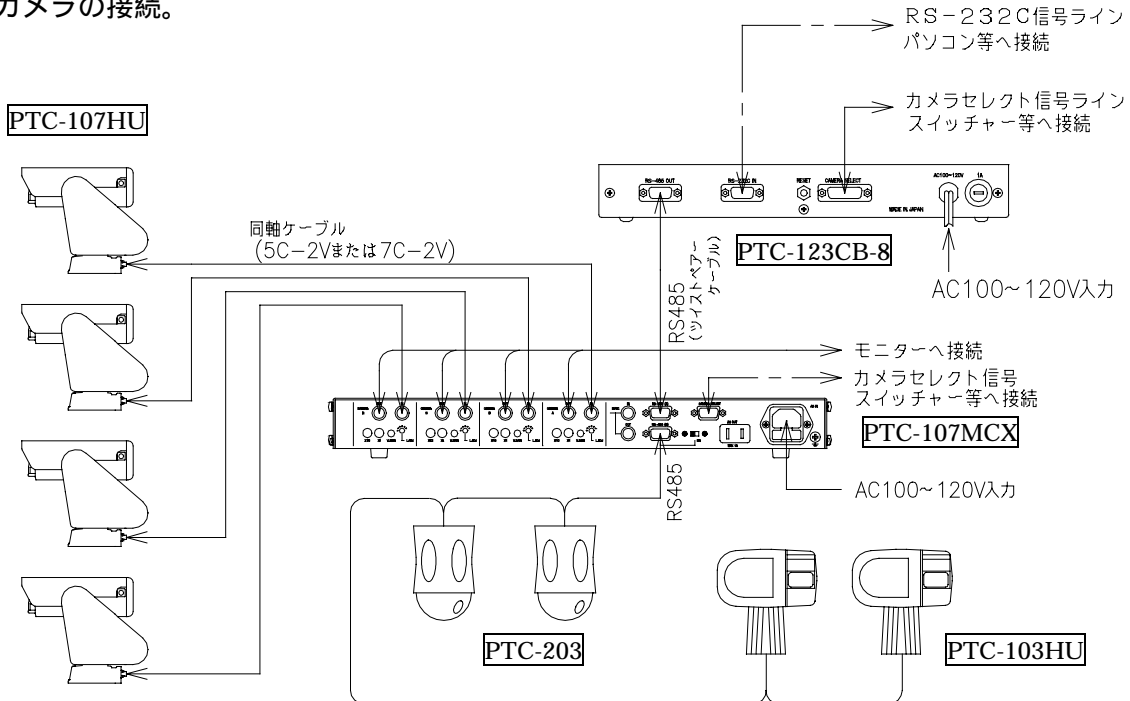 カメラの接続。
RS-232C信号ライン
パソコン等へ接続
カメラセレクト信号ライン
スイッチャー等へ接続
PTC-107HU
RS-485 OUT
RS-232C IN
RESET
CAMERA SELECT
AC100~120V
1A
MADE IN JAPAN
同軸ケーブル
(5C-2Vまたは7C-2V)
PTC-123CB-8
RS485
(ツイストペアー
ケーブル)
AC100~120V入力
モニターへ接続
カメラセレクト信号
スイッチャー等へ接続
PTC-107MCX
RS485
AC100~120V入力
PTC-203
PTC-103HU